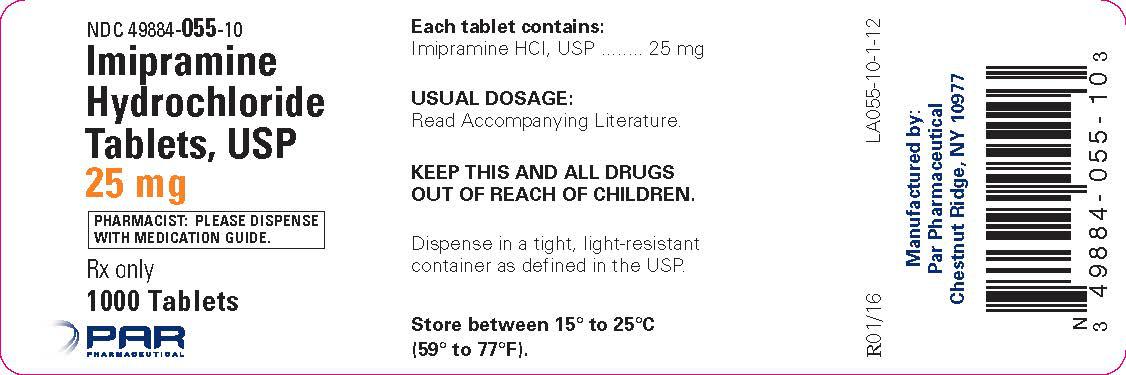 NDC 49884-055-10
Imipramine
Hydrochloride
Tablets, USP
25 mg
PHARMACIST: PLEASE DISPENSE
WITH MEDICATION GUIDE.
Rx only
1000 Tablets
PAR
PHARMACEUTICAL
Each tablet contains:
Imipramine HCl, USP ........ 25 mg
USUAL DOSAGE:
Read Accompanying Literature.
KEEP THIS AND ALL DRUGS
OUT OF REACH OF CHILDREN.
Dispense in a tight, light-resistant
container as defined in the USP.
Store between 15° to 25°C
(59° to 77°F).
LA055-10-1-12
R01/16
Manufactured by:
Par Pharmaceutical
Chestnut Ridge, NY 10977
N
3 49884-055-10 3